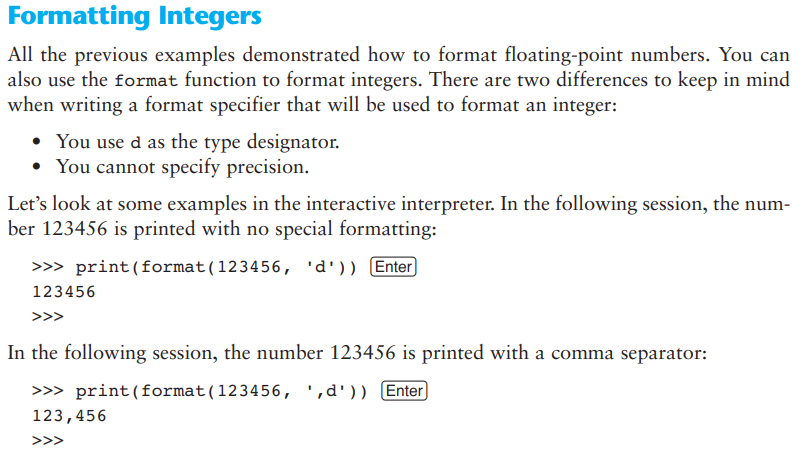 Formatting Integers
All the previous examples demonstrated how to format floating-point numbers. You can
also use the format function to format integers. There are two differences to keep in mind
when writing a format specifier that will be used to format an integer:
• You use d as the type designator.
• You cannot specify precision.
Let’s look at some examples in the interactive interpreter. In the following session, the num-
ber 123456 is printed with no special formatting:
>>> print(format(123456, 'd')) Enter
123456
>>>
In the following session, the number 123456 is printed with a comma separator:
>>> print(format(123456, ',d')) Enter
123,456
>>>